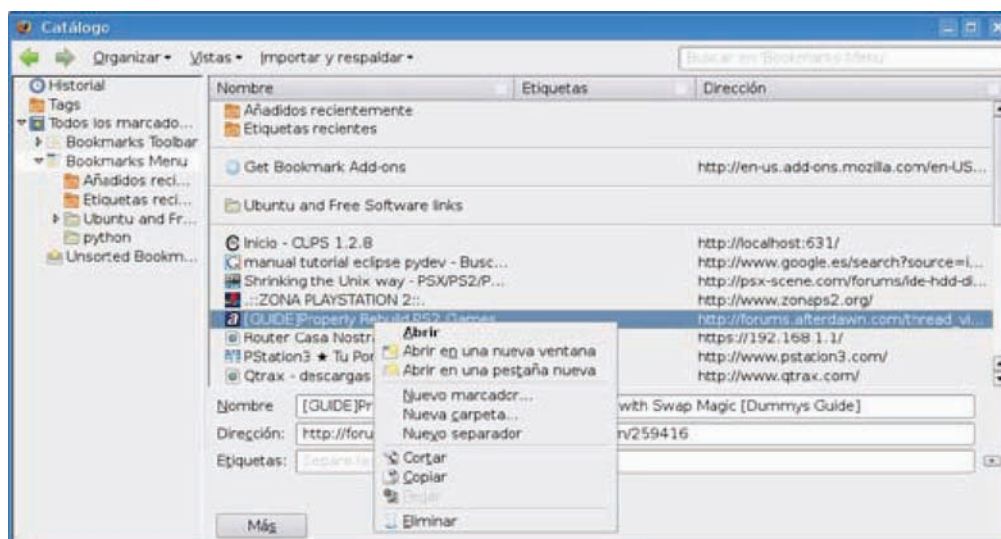 Catálogo
Organizar Vistas Importar y respaldar Buscar en 'Bookmarks Menu'
Historial
Tags
Todos los marcado...
Bookmarks Toolbar
Bookmarks Menu
Añadidos reci...
Etiquetas reci...
Ubuntu and Fr...
python
Unsorted Bookm...
Nombre Etiquetas Dirección
Añadidos recientemente
Etiquetas recientes
Get Bookmark Add-ons http://en-us.add-ons.mozilla.com/en-US...
Ubuntu and Free Software links
Inicio - CUPS 1.2.8 http://localhost:631/
manual tutorial eclipse pydev - Busc... http://www.google.es/search?source=i...
Shrinking the Unix way - PSX/PS2/P... http://psx-scene.com/forums/ide-hdd-di...
.::ZONA PLAYSTATION 2::. http://www.zonaps2.org/
[GUIDE]Properly Rebuild PS2 Games http://forums.afterdawn.com/thread_vi...
Router Casa Nostr https://192.168.1.1/
PStation3 ★ Tu Por http://www.pstacion3.com/
Qtrax - descargas http://www.qtrax.com/
Abrir
Abrir en una nueva ventana
Abrir en una pestaña nueva
Nuevo marcador...
Nueva carpeta...
Nuevo separador
Cortar
Copiar
Pegar
Eliminar
Nombre [GUIDE]Pr with Swap Magic [Dummys Guide]
Dirección: http://foru n/259416
Etiquetas: Separe la
Más